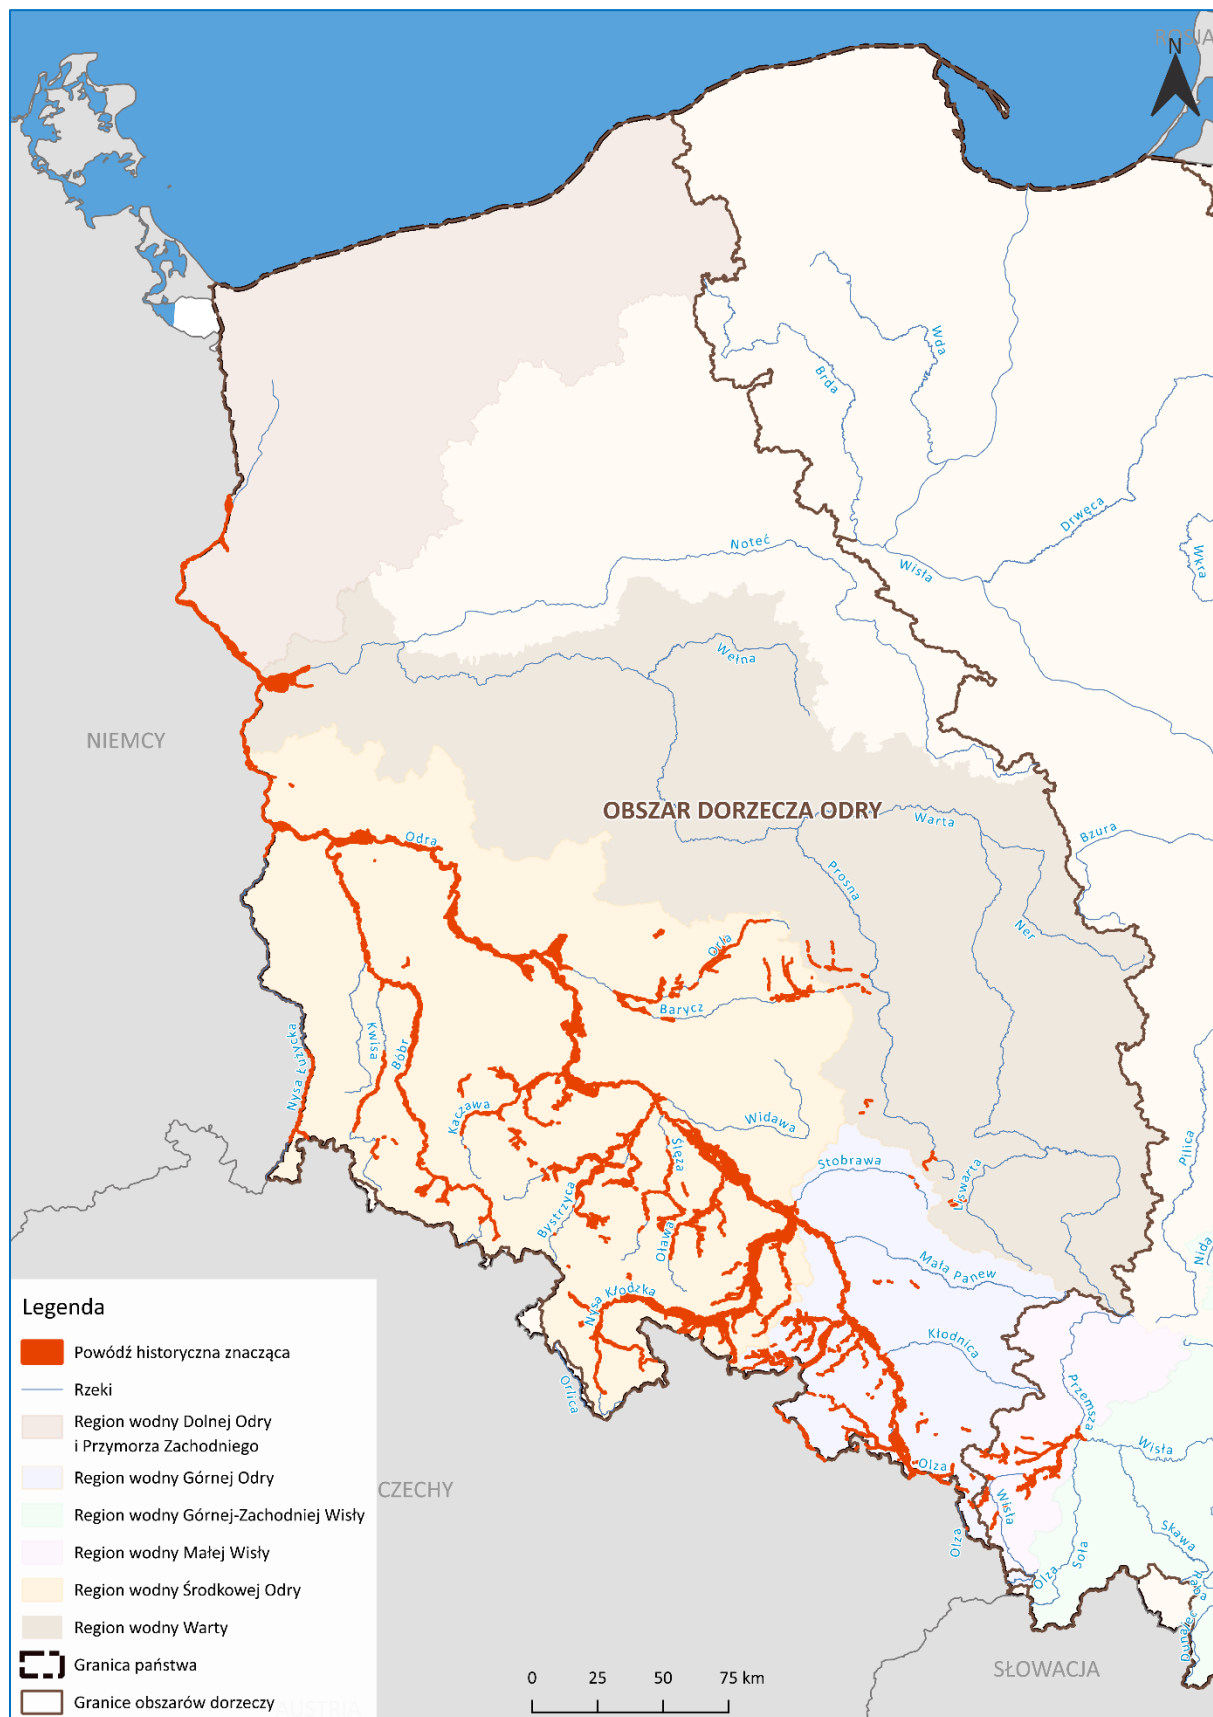 ROSJA
N
Wda
Brda
Drwęca
Wkra
Noteć
Wisła
Wełna
NIEMCY
OBSZAR DORZECZA ODRY
Odra
Warta
Bzura
Prosna
Ner
Orla
Barycz
Kwisa
Bóbr
Nysa Łużycka
Kaczawa
Widawa
Ślęza
Pilica
Stobrawa
Liswarta
Bystrzyca
Oława
Nida
Mała Panew
Nysa Kłodzka
Kłodnica
Orlica
Przemsza
Wisła
Olza
Wisła
Skawa
Olza
Soła
Olza
Raba
Dunajec
CZECHY
SŁOWACJA
AUSTRIA
Legenda
Powódź historyczna znacząca
Rzeki
Region wodny Dolnej Odry
i Przymorza Zachodniego
Region wodny Górnej Odry
Region wodny Górnej-Zachodniej Wisły
Region wodny Małej Wisły
Region wodny Środkowej Odry
Region wodny Warty
Granica państwa
Granice obszarów dorzeczy
0 25 50 75 km